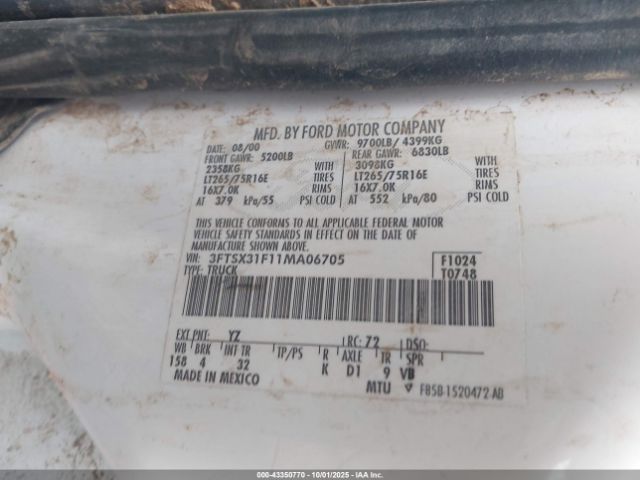 MFD. BY FORD MOTOR COMPANY
DATE: 08/00 GVWR: 9700LB/ 4399KG
FRONT GAWR: 5200LB REAR GAWR: 6830LB
2358KG WITH 3098KG WITH
LT265/75R16E TIRES LT265/75R16E TIRES
16X7.0K RIMS 16X7.0K RIMS
AT 379 kPa/55 PSI COLD AT 552 kPa/80 PSI COLD
THIS VEHICLE CONFORMS TO ALL APPLICABLE FEDERAL MOTOR
VEHICLE SAFETY STANDARDS IN EFFECT ON THE DATE OF
MANUFACTURE SHOWN ABOVE.
VIN: 3FTSX31F11MA06705 F1024
TYPE: TRUCK T0748
EXT PNT: YZ RC: 72 DSO:
WB BRK INT TR TP/PS R AXLE TR SPR
158 4 32 K D1 9 VB
MADE IN MEXICO MTU F85B-1520472-AB
000-43350770 - 10/01/2025 - IAAI.COM